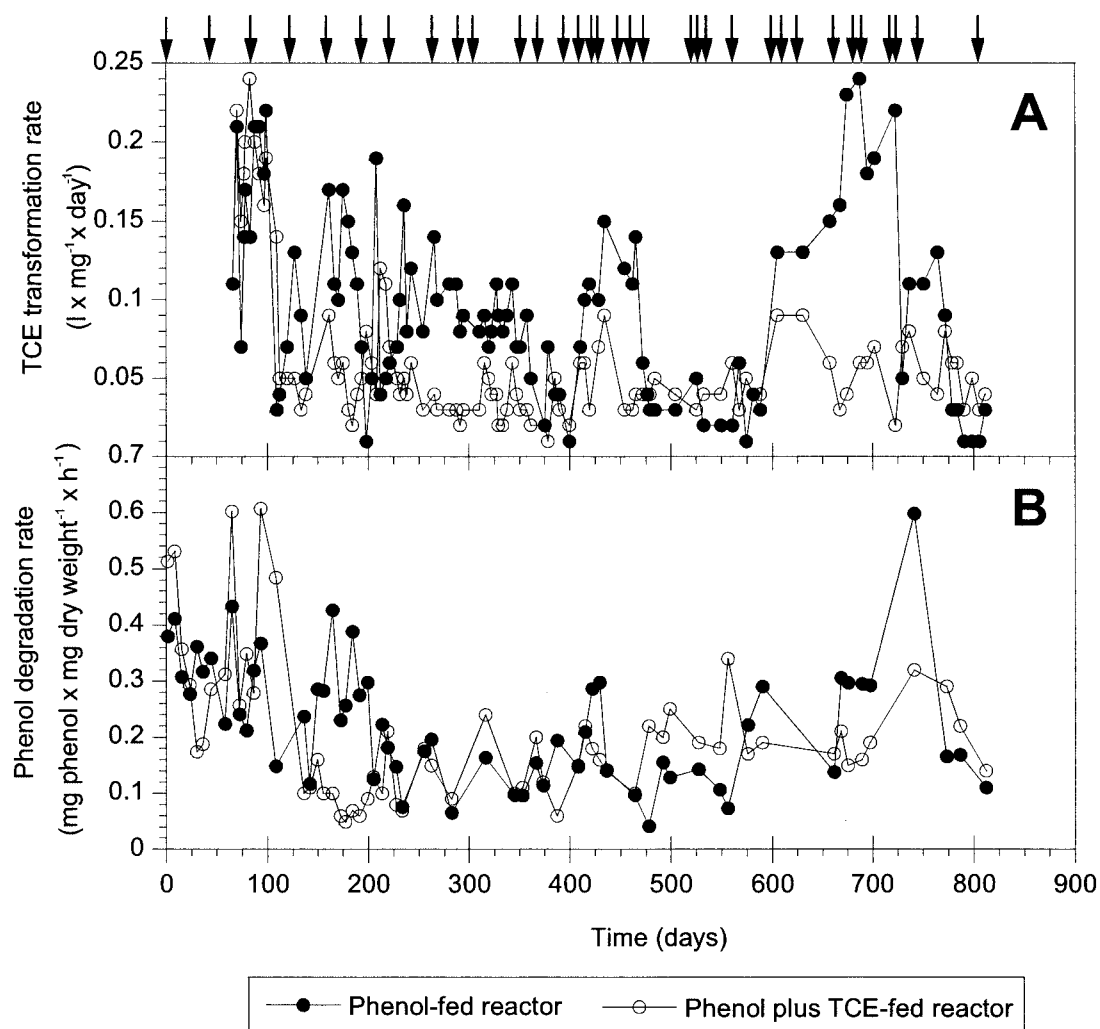 A
TCE transformation rate
(l x mg⁻¹ x day⁻¹)
0.25
0.2
0.15
0.1
0.05
B
Phenol degradation rate
(mg phenol x mg dry weight⁻¹ x h⁻¹)
0.7
0.6
0.5
0.4
0.3
0.2
0.1
0
0 100 200 300 400 500 600 700 800 900
Time (days)
Phenol-fed reactor Phenol plus TCE-fed reactor